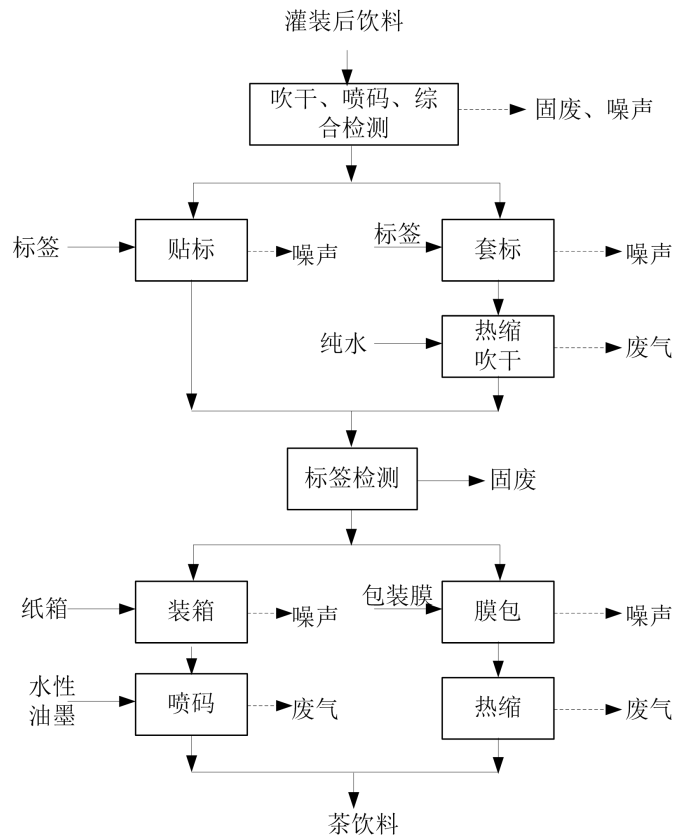 灌装后饮料
吹干、喷码、综
合检测
固废、噪声
标签
贴标
噪声
标签
套标
噪声
纯水
热缩
吹干
废气
标签检测
固废
纸箱
装箱
噪声
包装膜
膜包
噪声
水性
油墨
喷码
废气
热缩
废气
茶饮料